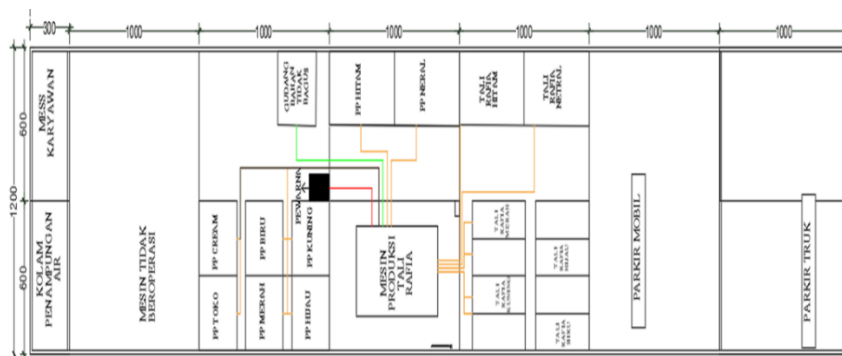 300
1000
1000
1000
1000
1000
1000
1200
600
600
MESS
KARYAWAN
KOLAM
PENAMPUNGAN
AIR
MESIN TIDAK
BEROPERASI
GUDANG
BAHAN
TIDAK
BAGUS
PP HITAM
PP NERAL
TALI
RAFIA
HITAM
TALI
RAFIA
NETRAL
PEWARNA
PP CREAM
PP BIRU
PP KUNING
PP TOKO
PP MERAH
PP HIJAU
MESIN
PRODUKSI
TALI
RAFIA
TALI
RAFIA
MERAH
TALI
RAFIA
HIJAU
TALI
RAFIA
KUNING
TALI
RAFIA
BIRU
PARKIR MOBIL
PARKIR TRUK